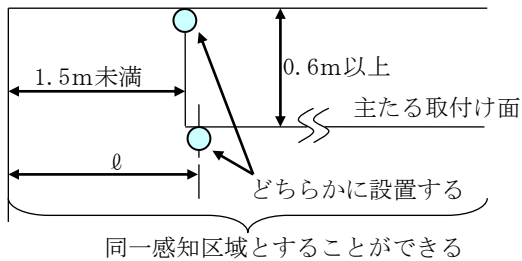 1.5m未満
0.6m以上
主たる取付け面
ℓ
どちらかに設置する
同一感知区域とすることができる